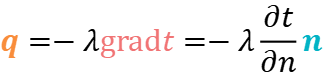 q = − λgradt = − λ ∂t/∂n n